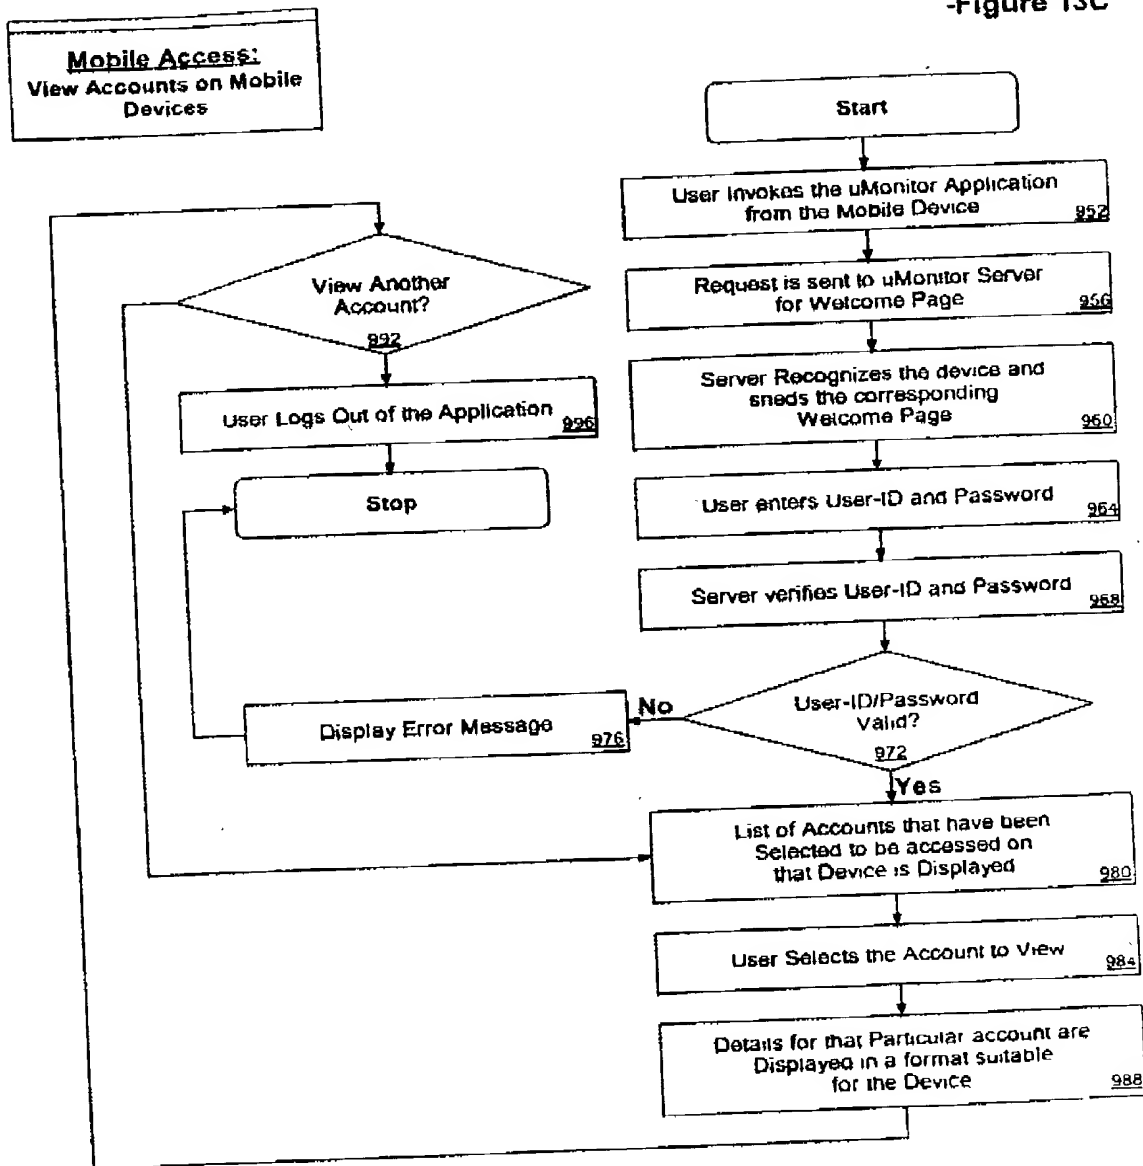 -Figure 13C
Mobile Access:
View Accounts on Mobile
Devices
Start
User Invokes the uMonitor Application
from the Mobile Device
952
Request is sent to uMonitor Server
for Welcome Page
956
Server Recognizes the device and
sneds the corresponding
Welcome Page
960
User enters User-ID and Password
964
Server verifies User-ID and Password
968
User-ID/Password
Valid?
972
No
Display Error Message
976
Yes
List of Accounts that have been
Selected to be accessed on
that Device is Displayed
980
User Selects the Account to View
984
Details for that Particular account are
Displayed in a format suitable
for the Device
988
View Another
Account?
992
User Logs Out of the Application
996
Stop